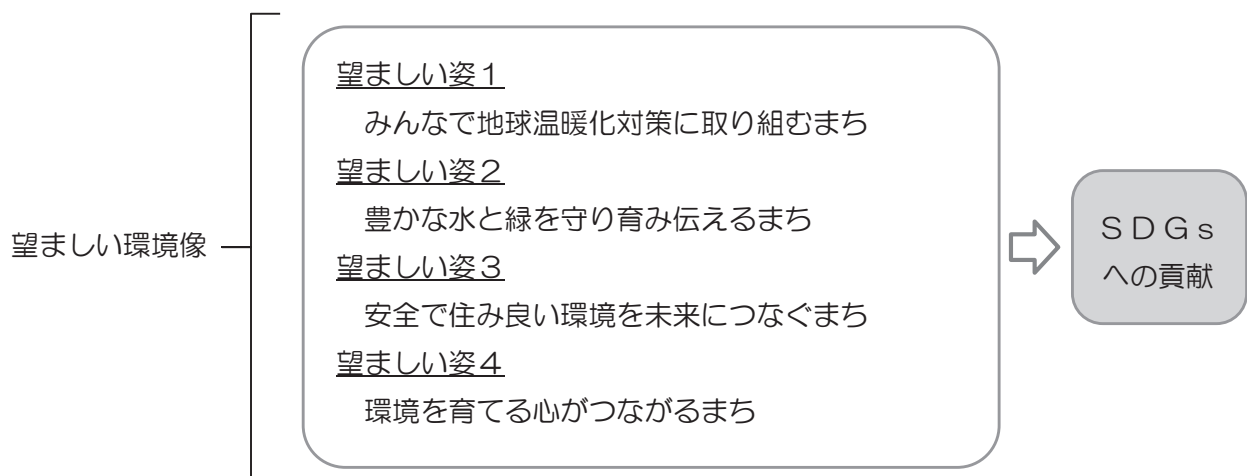 望ましい環境像
望ましい姿１
みんなで地球温暖化対策に取り組むまち
望ましい姿２
豊かな水と緑を守り育み伝えるまち
望ましい姿３
安全で住み良い環境を未来につなぐまち
望ましい姿４
環境を育てる心がつながるまち
ＳＤＧｓ
への貢献